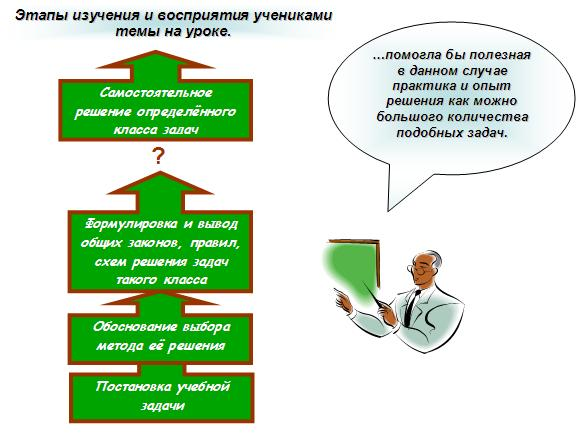 Этапы изучения и восприятия учениками
темы на уроке.
Самостоятельное
решение определённого
класса задач
?
Формулировка и вывод
общих законов, правил,
схем решения задач
такого класса
Обоснование выбора
метода её решения
Постановка учебной
задачи
...помогла бы полезная
в данном случае
практика и опыт
решения как можно
большого количества
подобных задач.